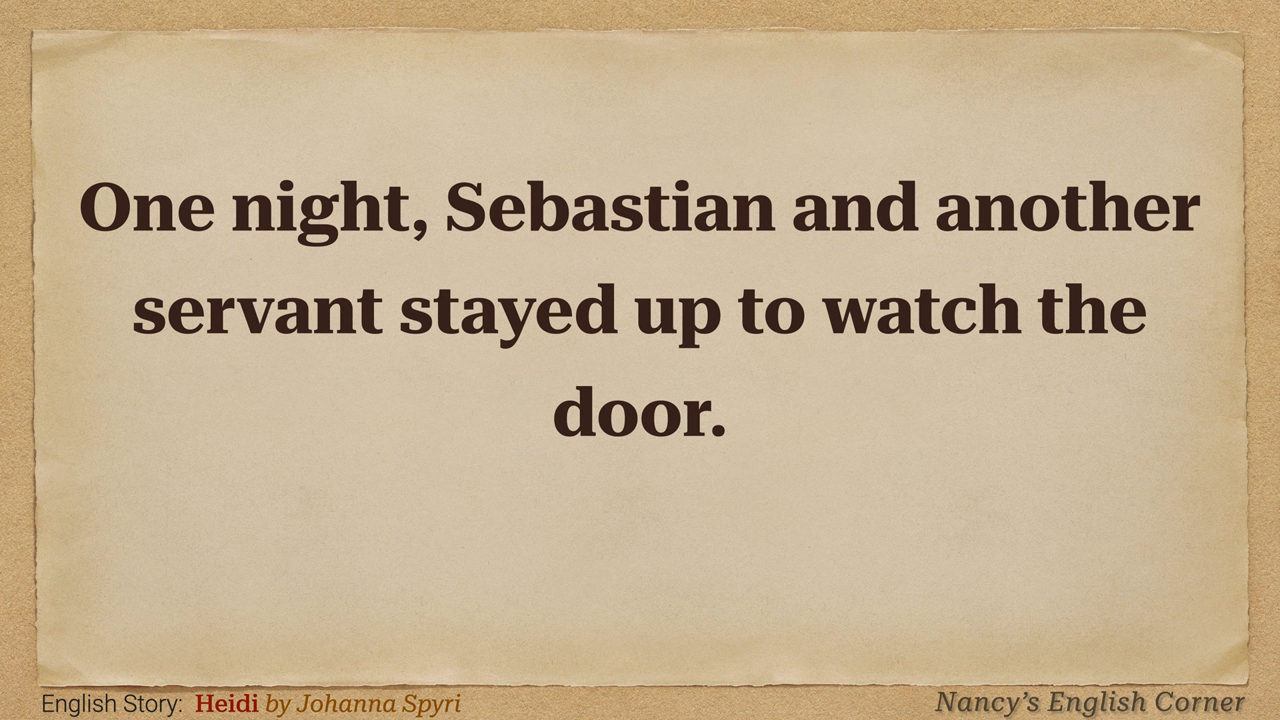 One night, Sebastian and another
servant stayed up to watch the
door.
English Story: Heidi by Johanna Spyri
Nancy's English Corner